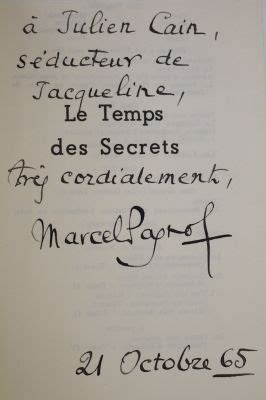 à Julien Cain,
séducteur de
Jacqueline,
Le Temps
des Secrets
très cordialement,
Marcel Pagnol
21 Octobre 65